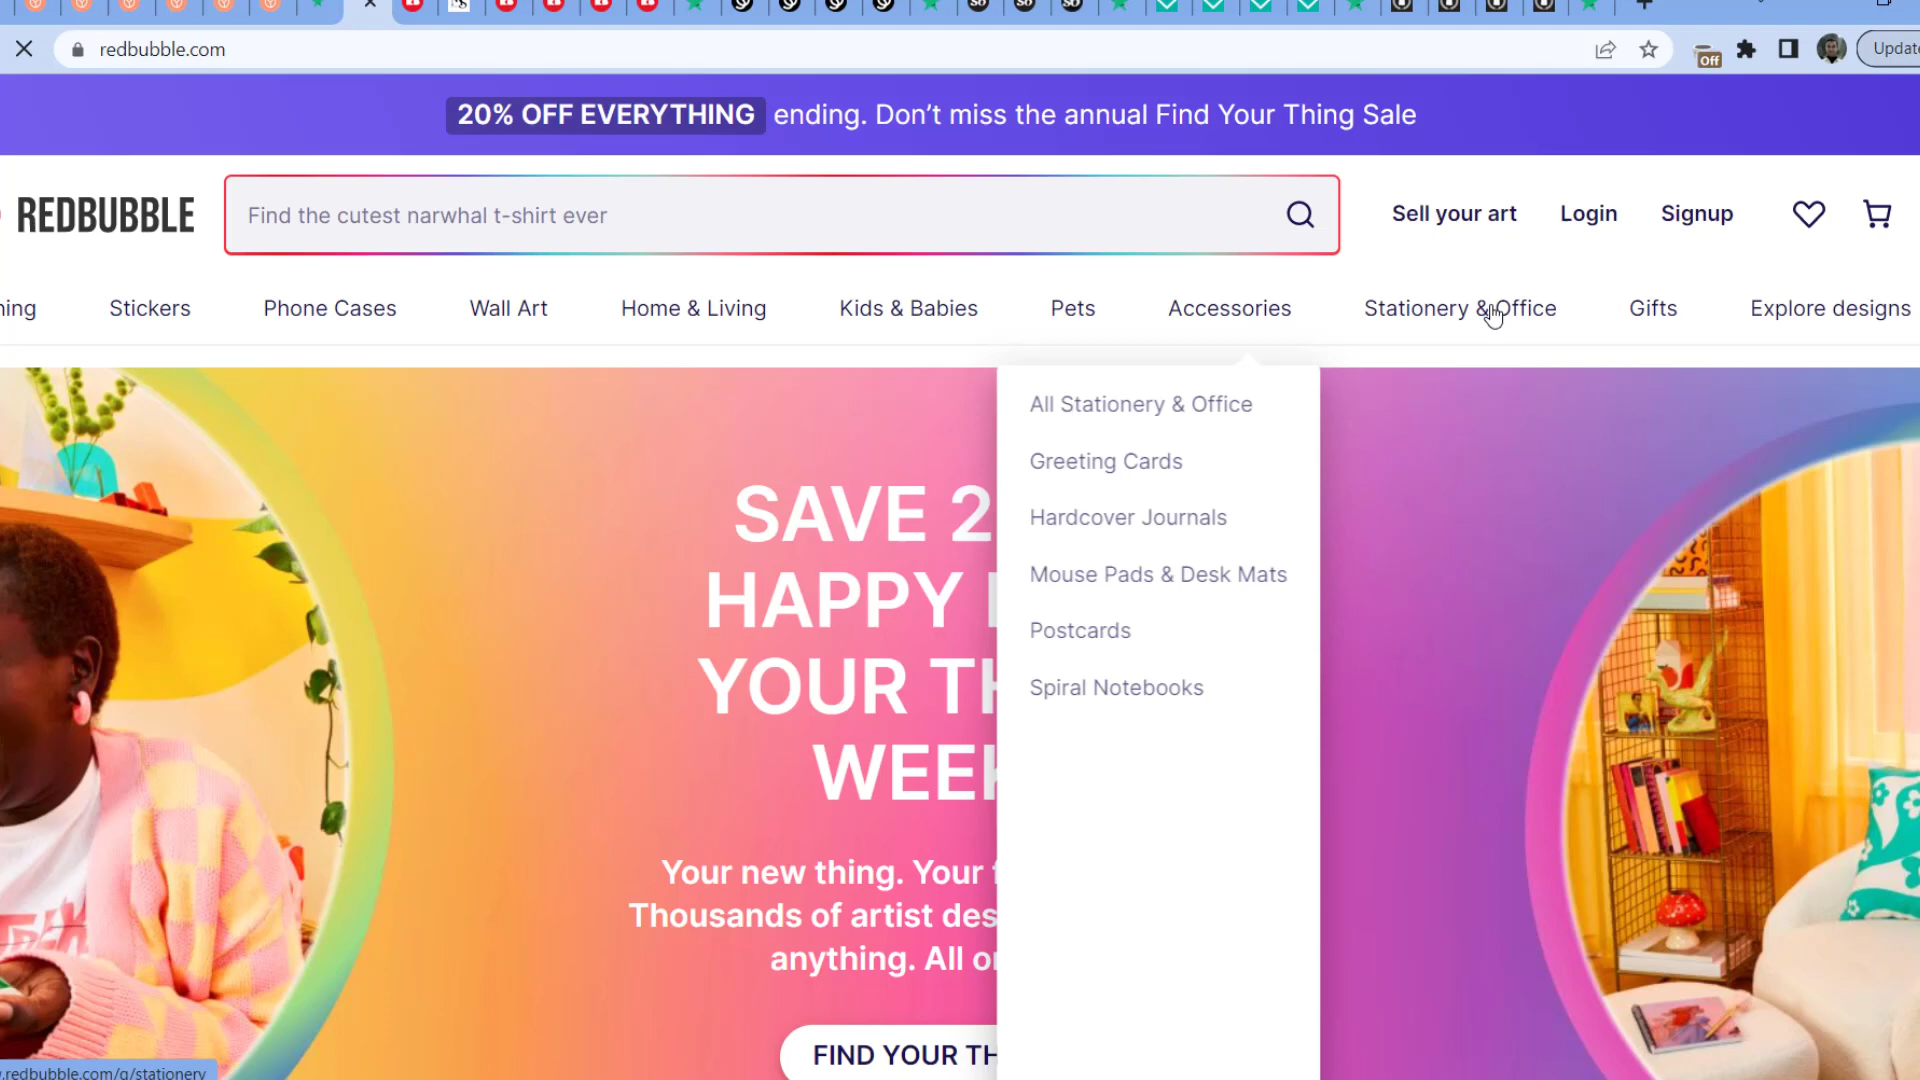 redbubble.com
Off
Update
20% OFF EVERYTHING ending. Don't miss the annual Find Your Thing Sale
REDBUBBLE
Find the cutest narwhal t-shirt ever
Sell your art
Login
Signup
Stickers
Phone Cases
Wall Art
Home & Living
Kids & Babies
Pets
Accessories
Stationery & Office
Gifts
Explore designs
All Stationery & Office
Greeting Cards
Hardcover Journals
Mouse Pads & Desk Mats
Postcards
Spiral Notebooks
SAVE 2
HAPPY
YOUR TH
WEEK
Your new thing. Your
Thousands of artist des
anything. All o
FIND YOUR TH
.redbubble.com/g/stationery